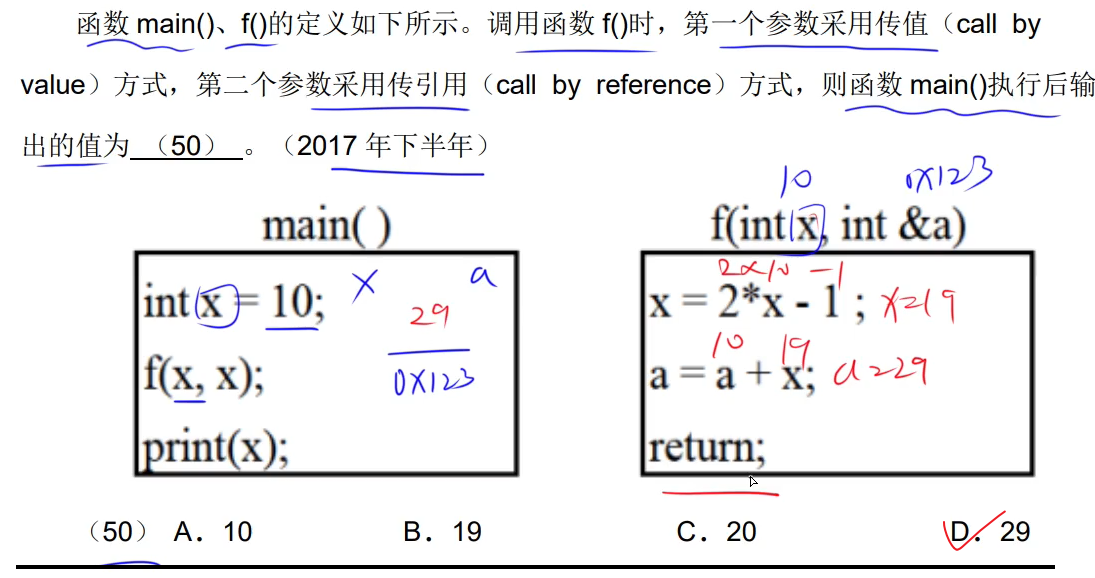 函数 main()、f()的定义如下所示。调用函数 f()时，第一个参数采用传值（call by
value）方式，第二个参数采用传引用（call by reference）方式，则函数 main()执行后输
出的值为 （50） 。（2017 年下半年）
10 0x123
main( ) f(int x, int &a)
2×10 -1
int x = 10; x a x = 2*x - 1 ; x=19
29
10 19
f(x, x); 0x123 a = a + x; a=29
print(x); return;
（50） A．10 B．19 C．20 D．29